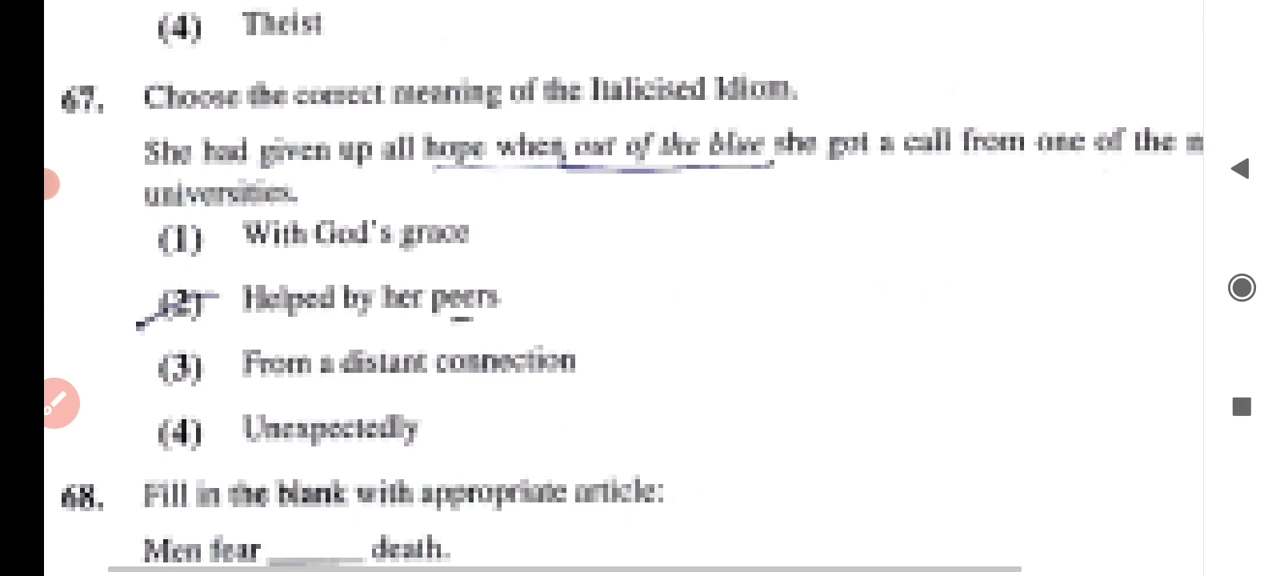 (4) Theist
67. Choose the correct meaning of the Italicised Idiom.
She had given up all hope when out of the blue she got a call from one of the
universities.
(1) With God's grace
(2) Helped by her peers
(3) From a distant connection
(4) Unexpectedly
68. Fill in the blank with appropriate article:
Men fear ______ death.